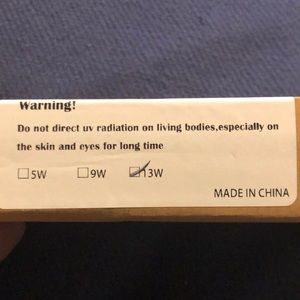 Warning!
Do not direct uv radiation on living bodies,especially on
the skin and eyes for long time
☐5W ☐9W ☑13W
MADE IN CHINA